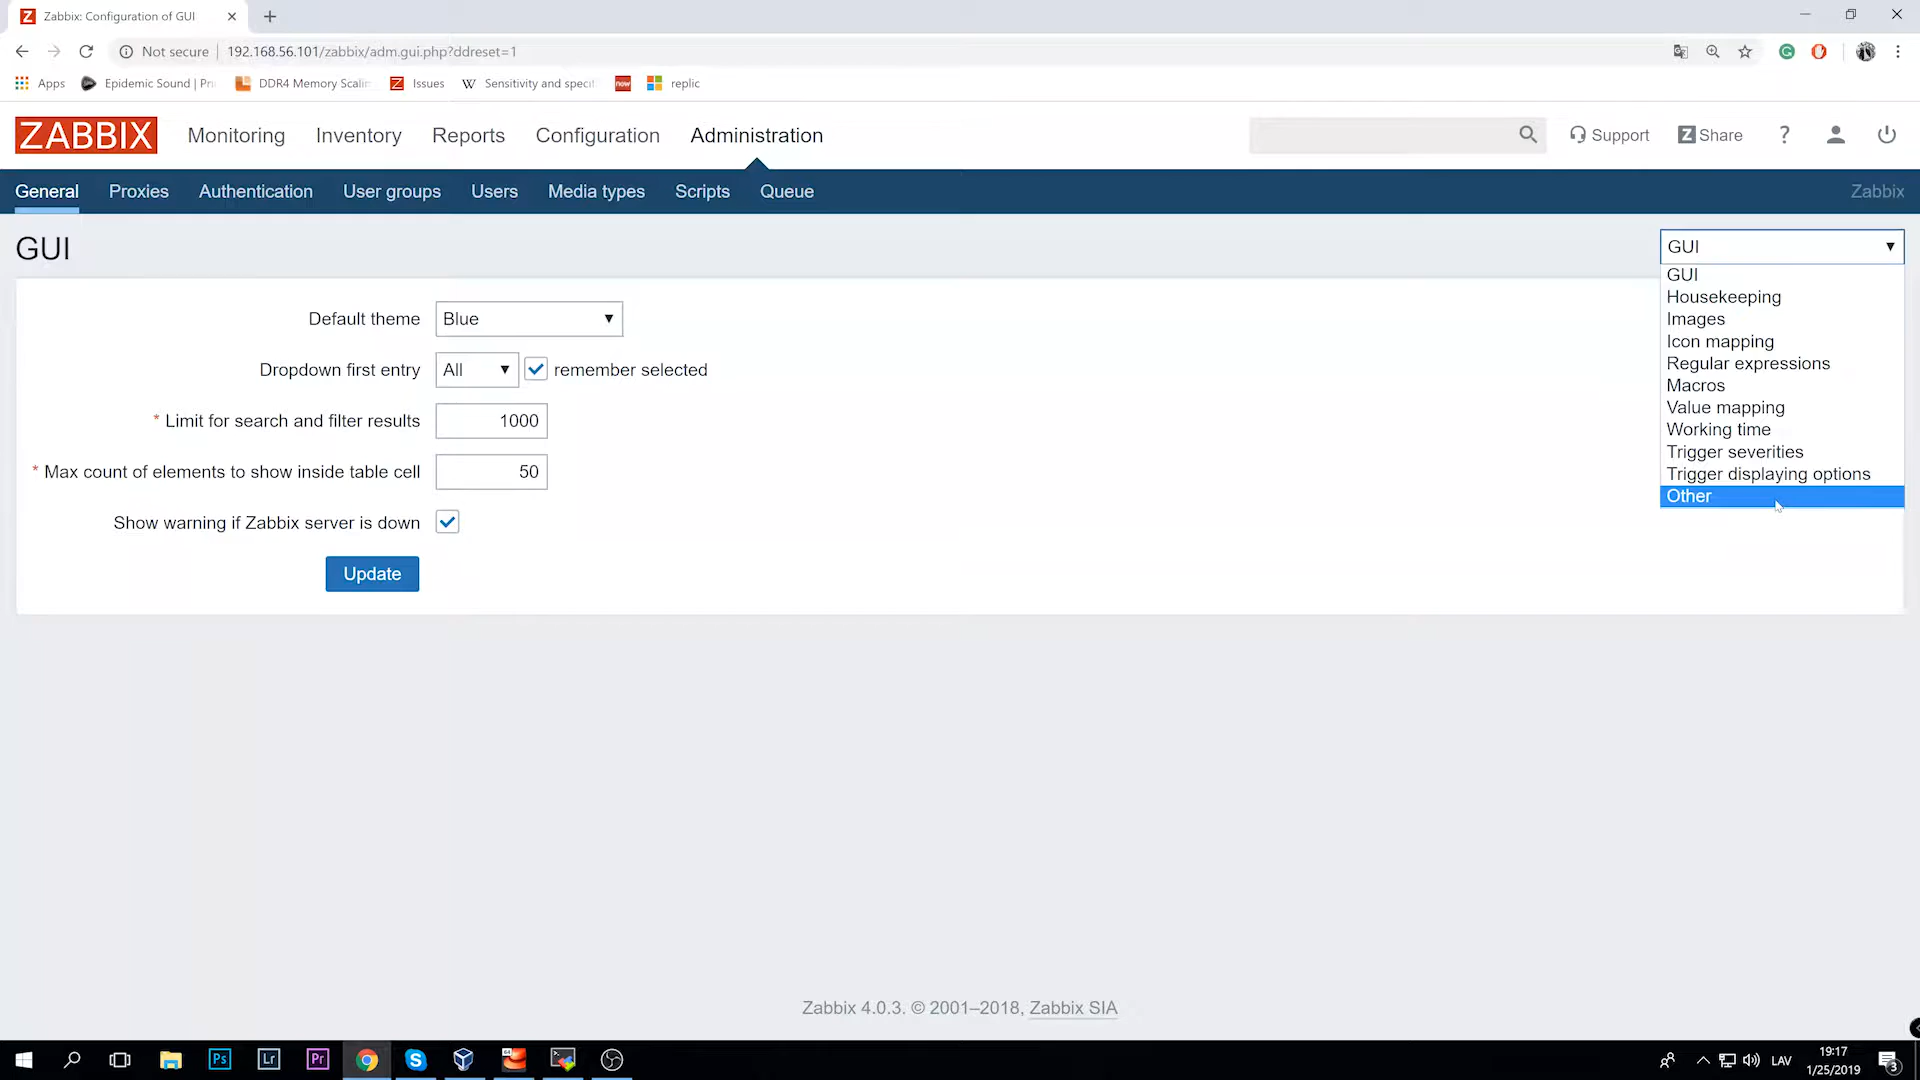 Zabbix: Configuration of GUI
Not secure 192.168.56.101/zabbix/adm.gui.php?ddreset=1
Apps Epidemic Sound | Pri DDR4 Memory Scalin Issues W Sensitivity and specif now replic
ZABBIX Monitoring Inventory Reports Configuration Administration Support Z Share ?
General Proxies Authentication User groups Users Media types Scripts Queue Zabbix
GUI
GUI
GUI
Housekeeping
Images
Icon mapping
Regular expressions
Macros
Value mapping
Working time
Trigger severities
Trigger displaying options
Other
Default theme Blue
Dropdown first entry All remember selected
* Limit for search and filter results 1000
* Max count of elements to show inside table cell 50
Show warning if Zabbix server is down
Update
Zabbix 4.0.3. © 2001–2018, Zabbix SIA
Ps Lr Pr LAV 19:17
1/25/2019 3